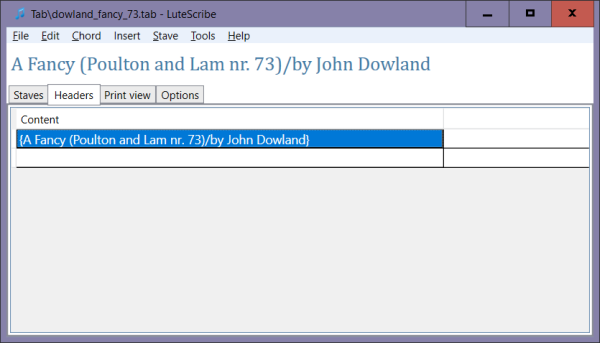 Tab\dowland_fancy_73.tab - LuteScribe
File Edit Chord Insert Stave Tools Help
A Fancy (Poulton and Lam nr. 73)/by John Dowland
Staves Headers Print view Options
Content
{A Fancy (Poulton and Lam nr. 73)/by John Dowland}